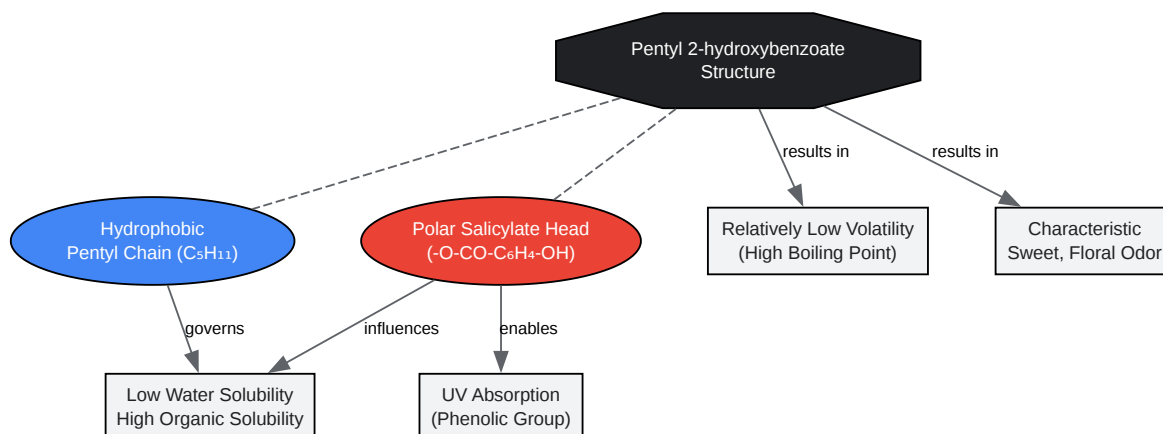 Pentyl 2-hydroxybenzoate
Structure
results in
results in
Hydrophobic
Pentyl Chain (C₅H₁₁)
Polar Salicylate Head
(-O-CO-C₆H₄-OH)
Relatively Low Volatility
(High Boiling Point)
Characteristic
Sweet, Floral Odor
governs
influences
enables
Low Water Solubility
High Organic Solubility
UV Absorption
(Phenolic Group)